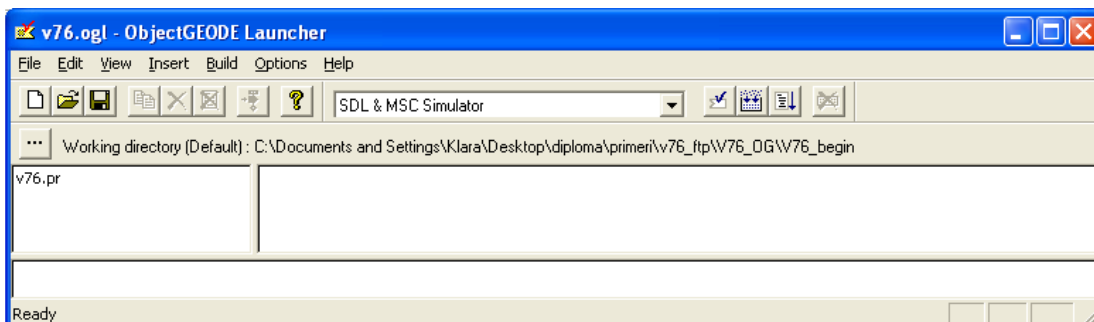 v76.ogl - ObjectGEODE Launcher
File Edit View Insert Build Options Help
SDL & MSC Simulator
... Working directory (Default) : C:\Documents and Settings\Klara\Desktop\diploma\primeri\v76_ftp\V76_OG\V76_begin
v76.pr
Ready